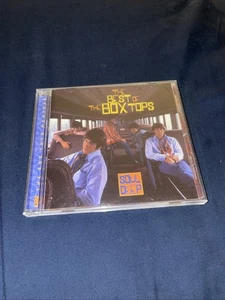 THE
BEST OF
THE BOX TOPS
SOUL
DEEP